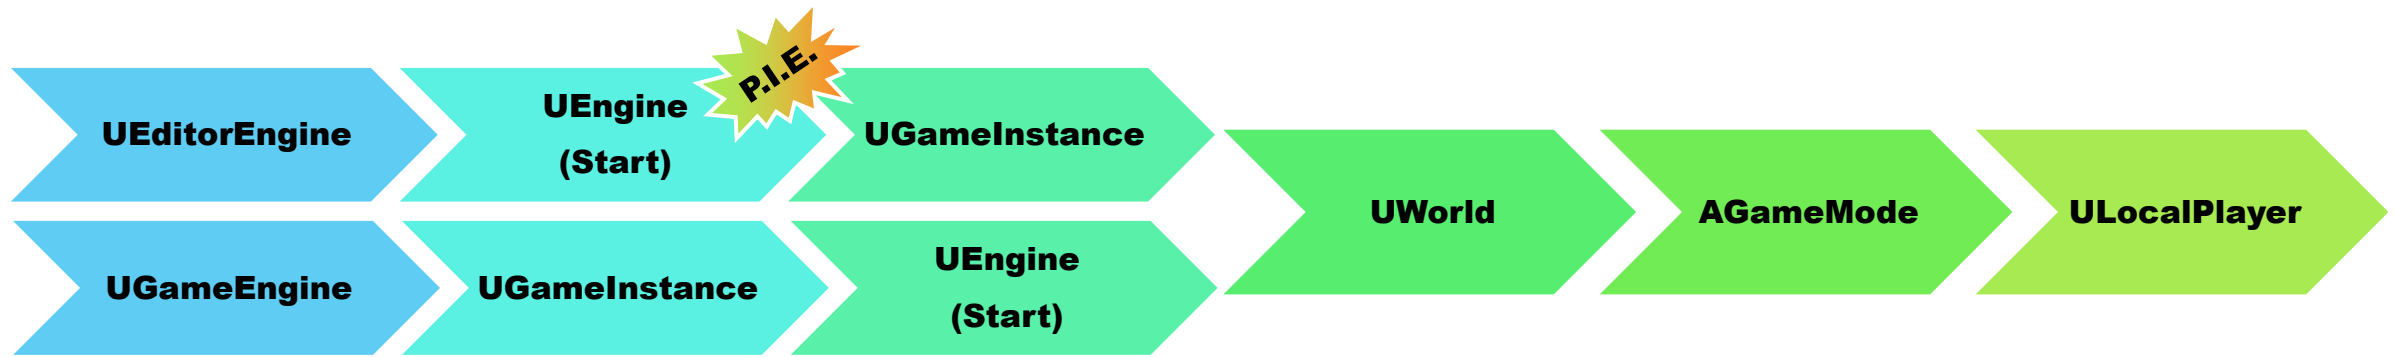 UEditorEngine
UEngine
(Start)
P.I.E.
UGameInstance
UGameEngine
UGameInstance
UEngine
(Start)
UWorld
AGameMode
ULocalPlayer